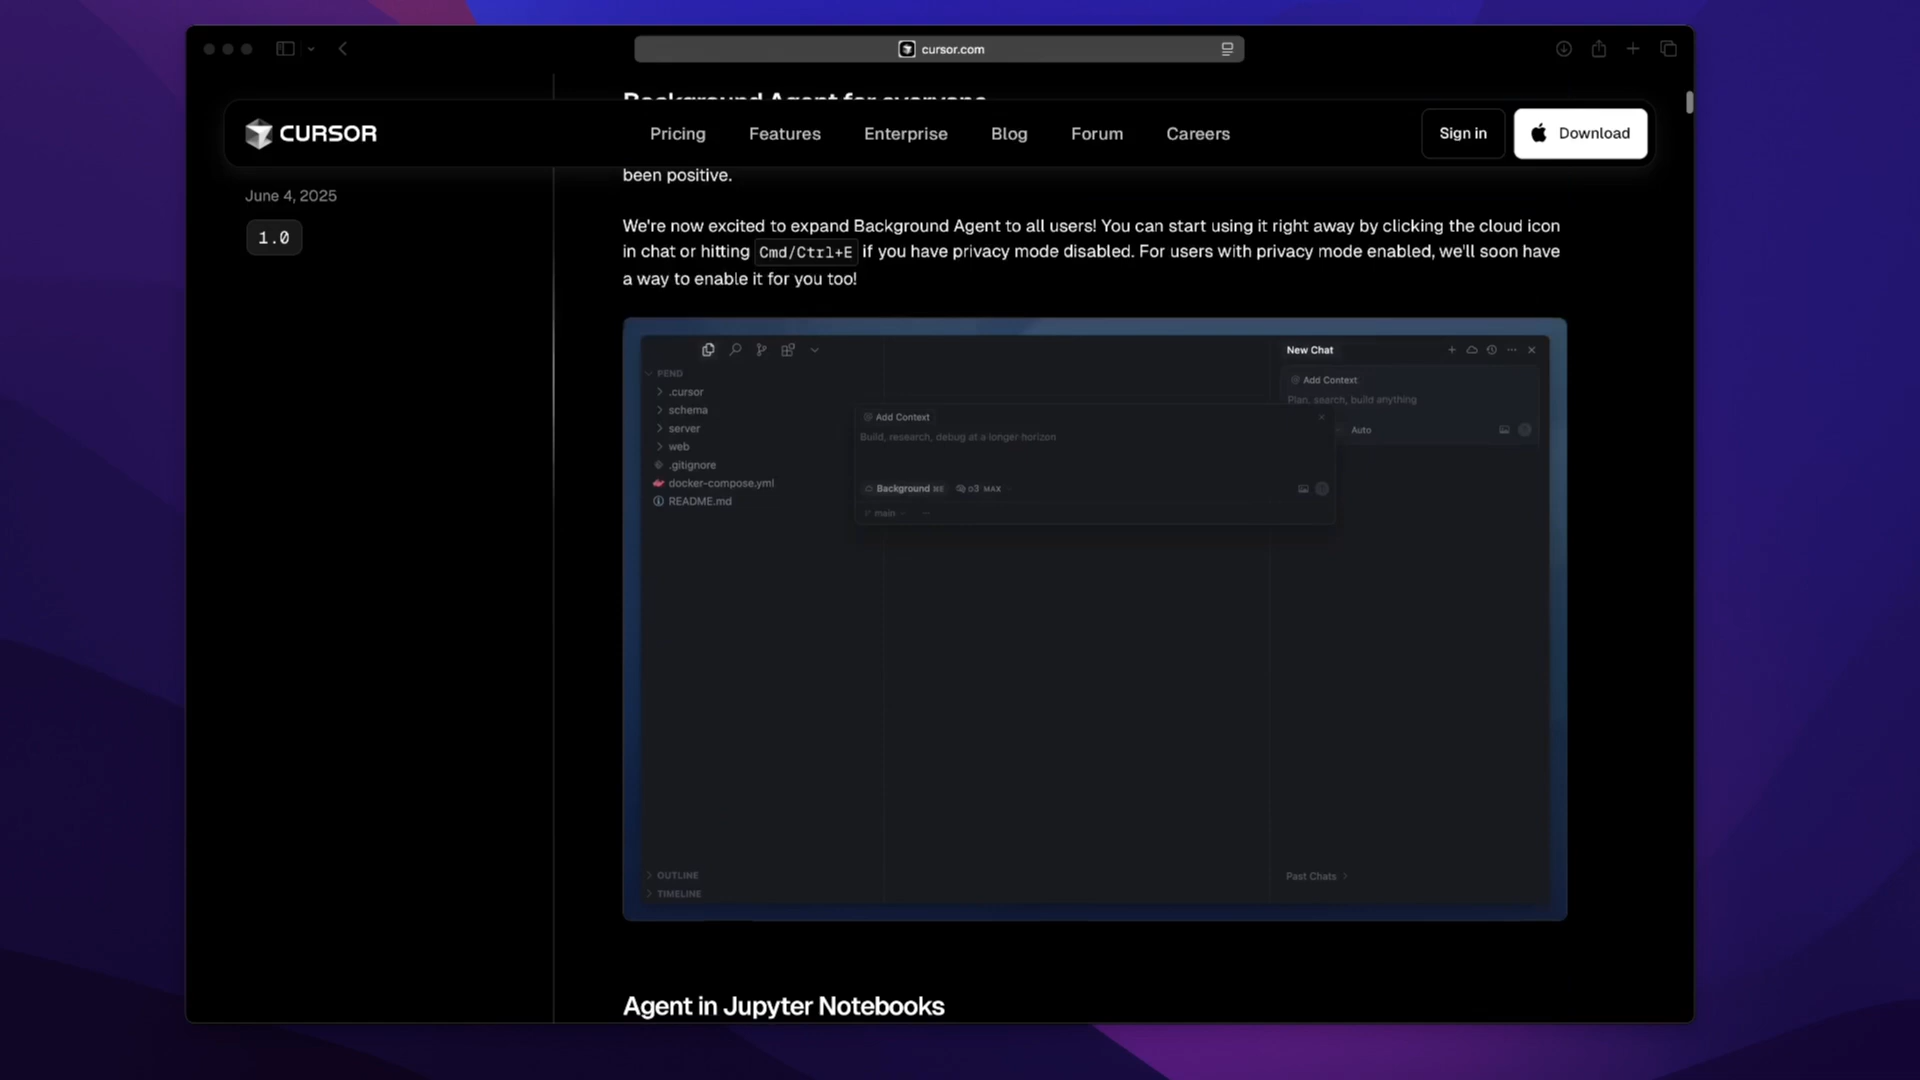 cursor.com
Background Agent for everyone
CURSOR
Pricing
Features
Enterprise
Blog
Forum
Careers
Sign in
Download
June 4, 2025
1.0
been positive.
We're now excited to expand Background Agent to all users! You can start using it right away by clicking the cloud icon
in chat or hitting Cmd/Ctrl+E if you have privacy mode disabled. For users with privacy mode enabled, we'll soon have
a way to enable it for you too!
PEND
.cursor
schema
server
web
.gitignore
docker-compose.yml
README.md
OUTLINE
TIMELINE
Add Context
Build, research, debug at a longer horizon
Background ⌘E o3 MAX
main
New Chat
Add Context
Plan, search, build anything
Auto
Past Chats
Agent in Jupyter Notebooks